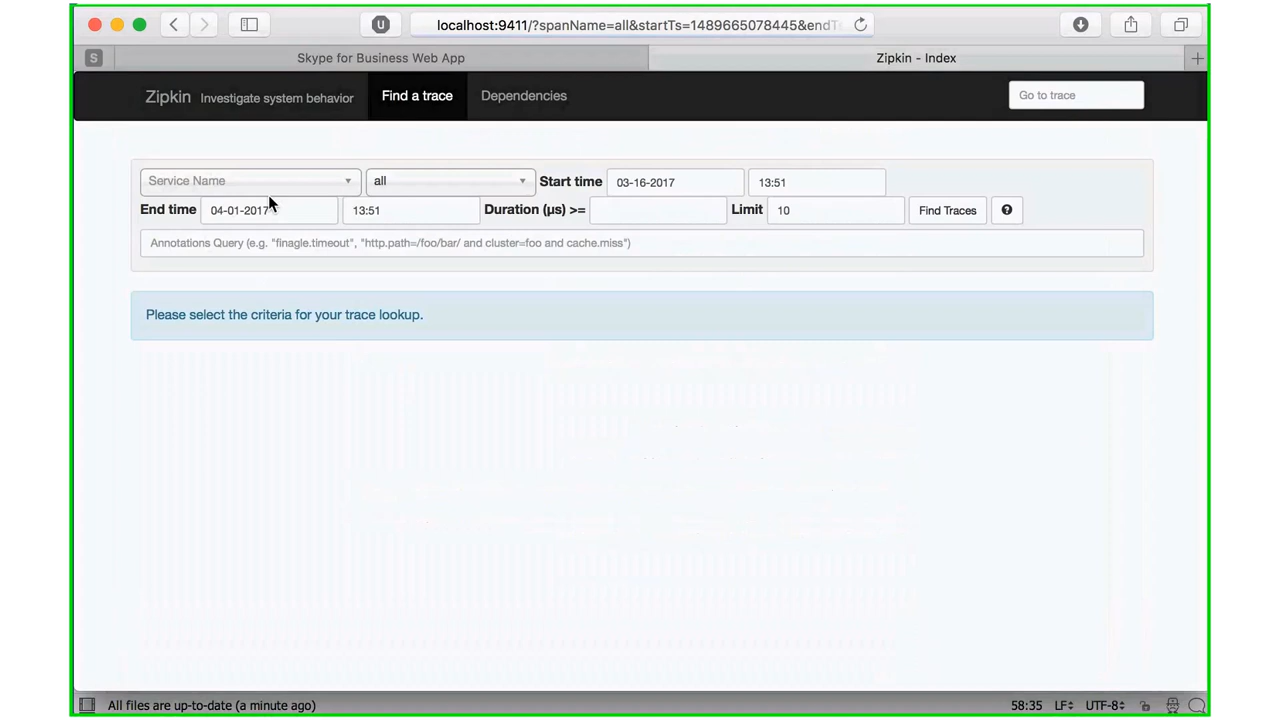 localhost:9411/?spanName=all&startTs=1489665078445&endT
S Skype for Business Web App Zipkin - Index
Zipkin Investigate system behavior Find a trace Dependencies Go to trace
Service Name all Start time 03-16-2017 13:51
End time 04-01-2017 13:51 Duration (µs) >= Limit 10 Find Traces
Annotations Query (e.g. "finagle.timeout", "http.path=/foo/bar/ and cluster=foo and cache.miss")
Please select the criteria for your trace lookup.
All files are up-to-date (a minute ago) 58:35 LF UTF-8